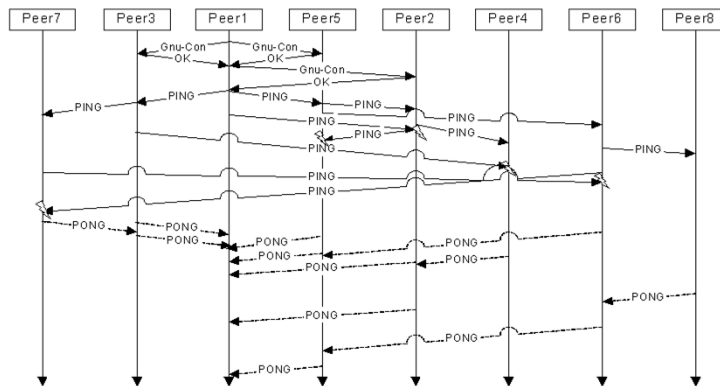 Peer7 Peer3 Peer1 Peer5 Peer2 Peer4 Peer6 Peer8
Gnu-Con Gnu-Con
OK OK
Gnu-Con
OK
PING PING PING PING
PING
PING
PING PING
PING PING
PING
PING
PONG PONG
PONG PONG PONG
PONG
PONG PONG
PONG
PONG
PONG
PONG